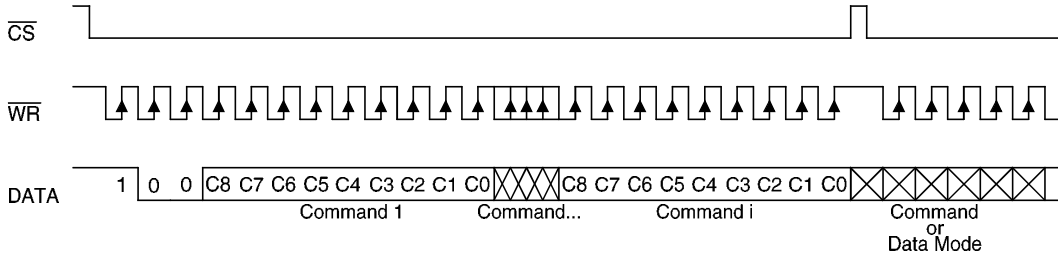 CS
WR
DATA 1 0 0 C8 C7 C6 C5 C4 C3 C2 C1 C0 C8 C7 C6 C5 C4 C3 C2 C1 C0
Command 1 Command... Command i Command
or
Data Mode